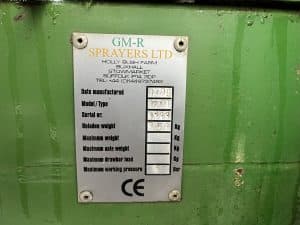 GM-R
SPRAYERS LTD
HOLLY BUSH FARM
BUXHALL
STOWMARKET
SUFFOLK
Date manufactured
Model/Type
Serial no:
Unladen weight Kg
Maximum weight Kg
Maximum axle weight Kg
Maximum drawbar load Kg
Maximum working pressure Bar
CE